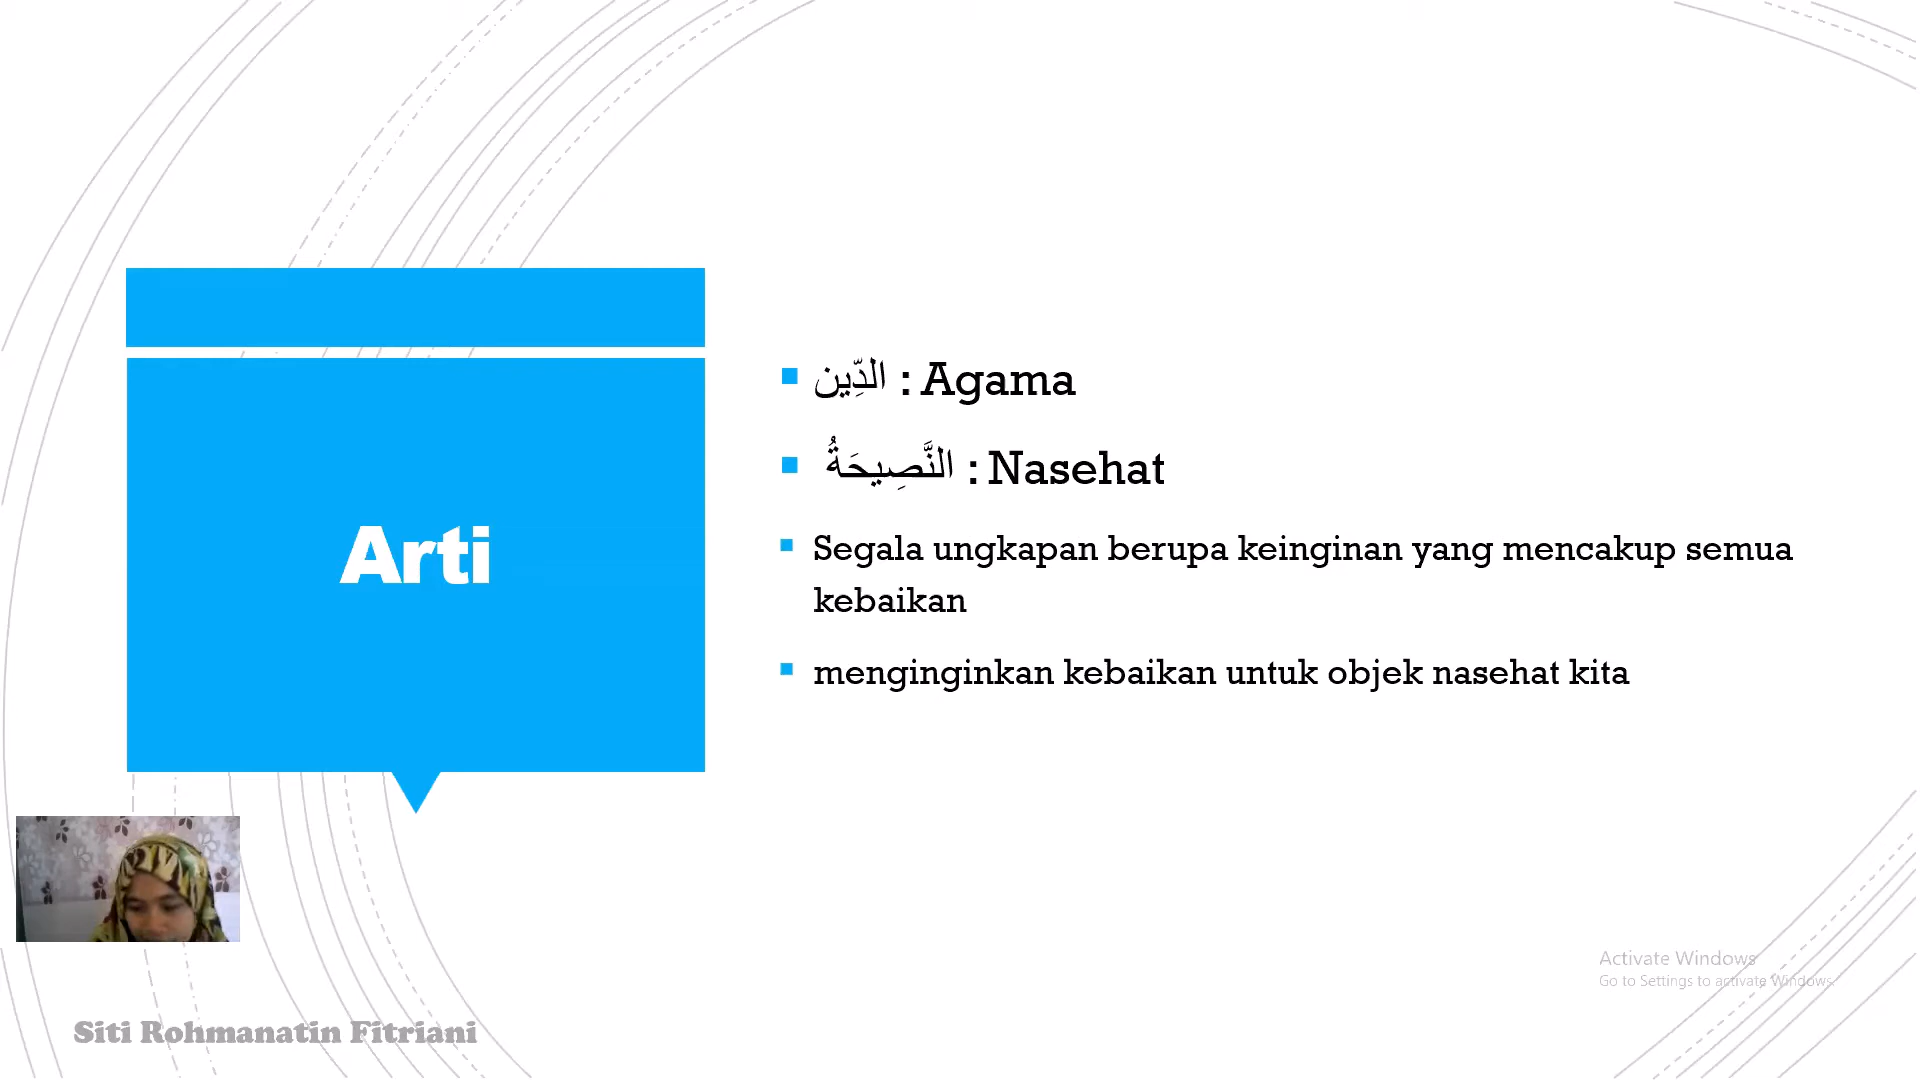 Arti
الدِّين : Agama
النَّصِيحَةُ : Nasehat
Segala ungkapan berupa keinginan yang mencakup semua
kebaikan
menginginkan kebaikan untuk objek nasehat kita
Activate Windows
Go to Settings to activate Windows.
Siti Rohmanatin Fitriani